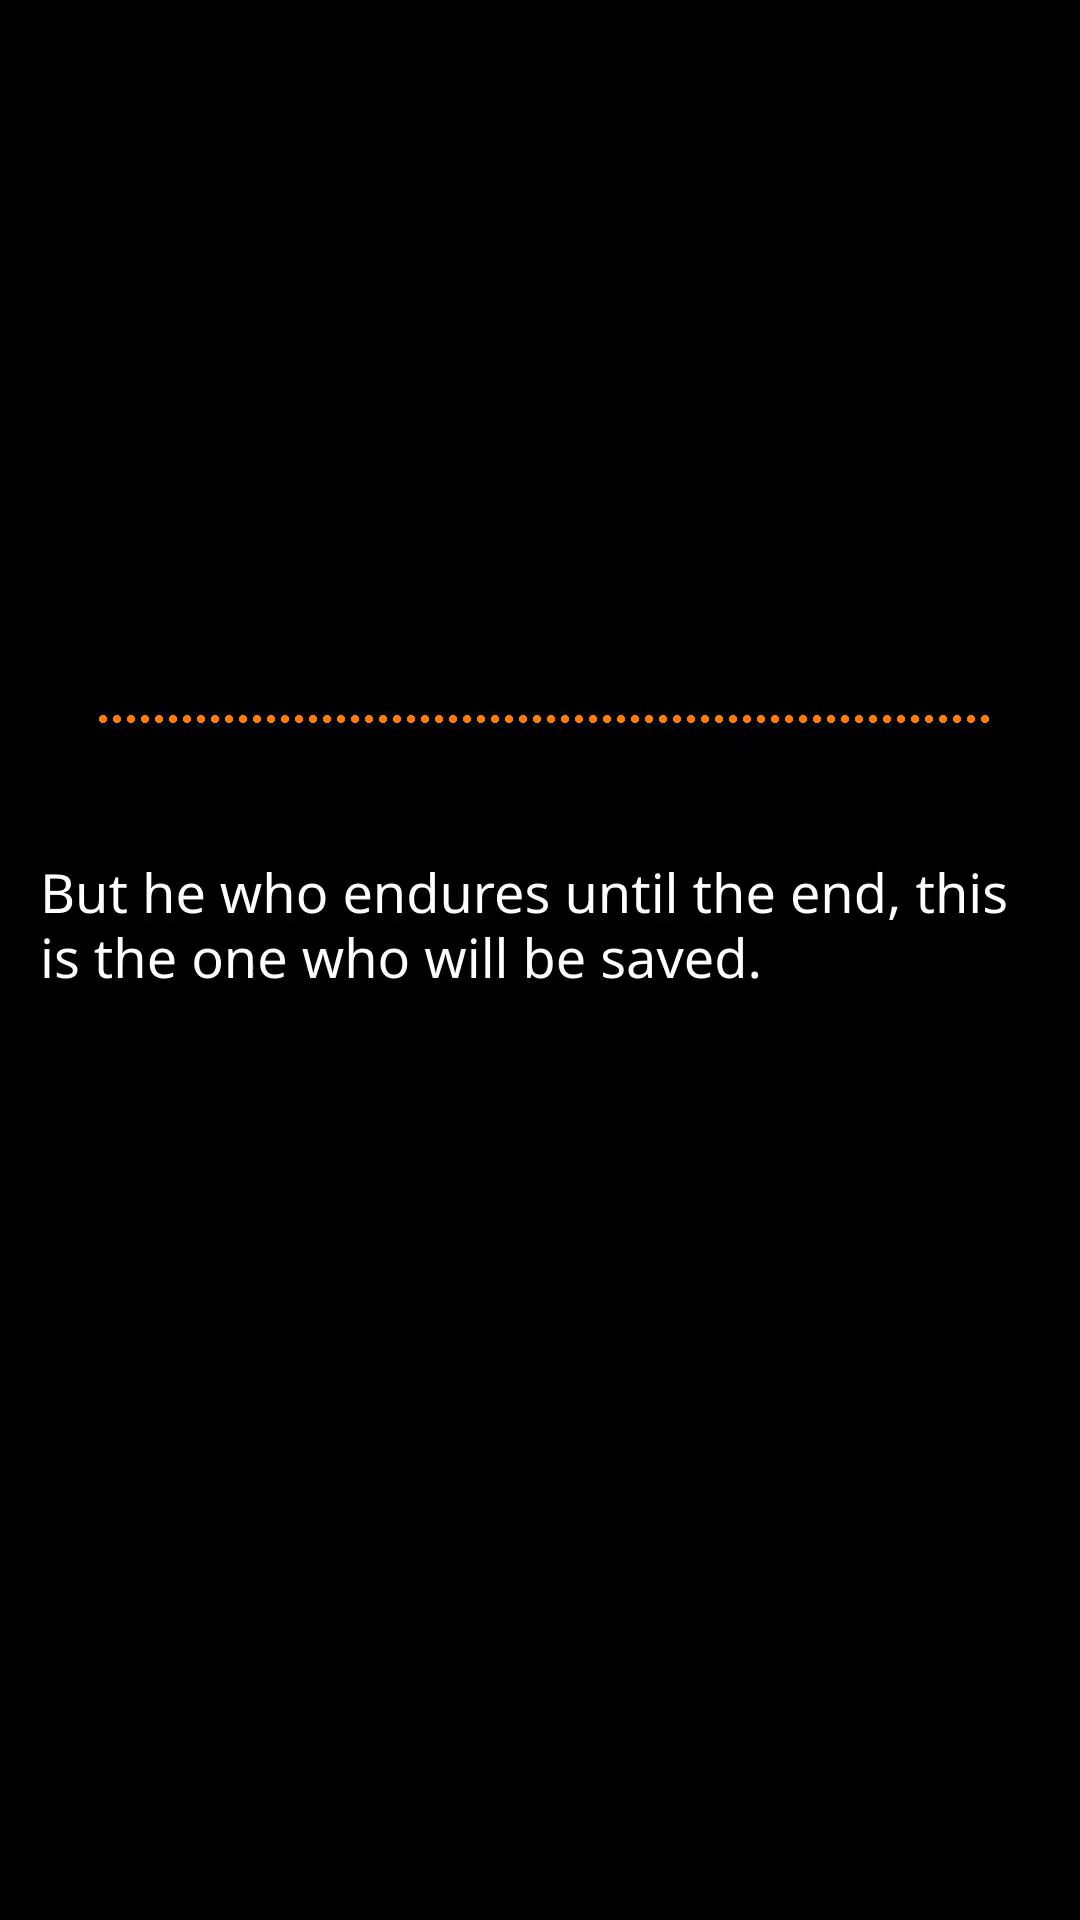 But he who endures until the end, this
is the one who will be saved.